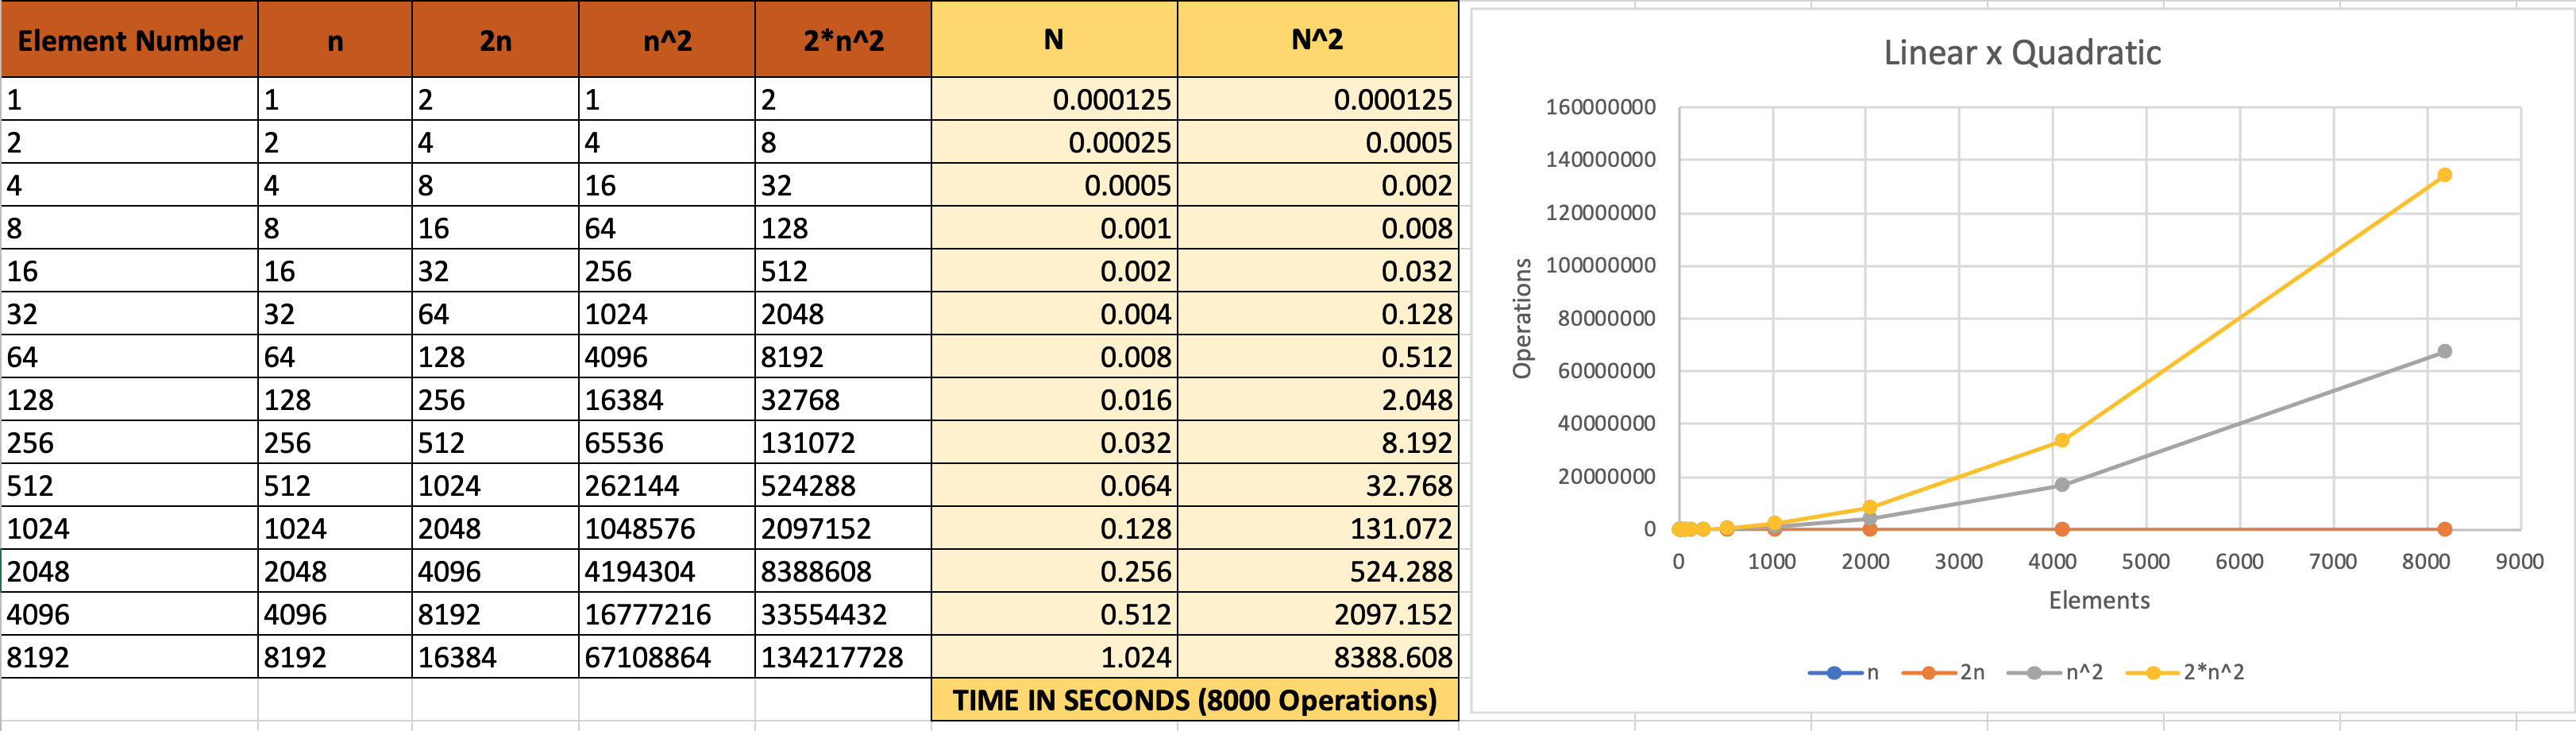 Element Number n 2n n^2 2*n^2 N N^2
1 1 2 1 2 0.000125 0.000125
2 2 4 4 8 0.00025 0.0005
4 4 8 16 32 0.0005 0.002
8 8 16 64 128 0.001 0.008
16 16 32 256 512 0.002 0.032
32 32 64 1024 2048 0.004 0.128
64 64 128 4096 8192 0.008 0.512
128 128 256 16384 32768 0.016 2.048
256 256 512 65536 131072 0.032 8.192
512 512 1024 262144 524288 0.064 32.768
1024 1024 2048 1048576 2097152 0.128 131.072
2048 2048 4096 4194304 8388608 0.256 524.288
4096 4096 8192 16777216 33554432 0.512 2097.152
8192 8192 16384 67108864 134217728 1.024 8388.608
TIME IN SECONDS (8000 Operations)
Linear x Quadratic
Operations
160000000
140000000
120000000
100000000
80000000
60000000
40000000
20000000
0
0 1000 2000 3000 4000 5000 6000 7000 8000 9000
Elements
n 2n n^2 2*n^2